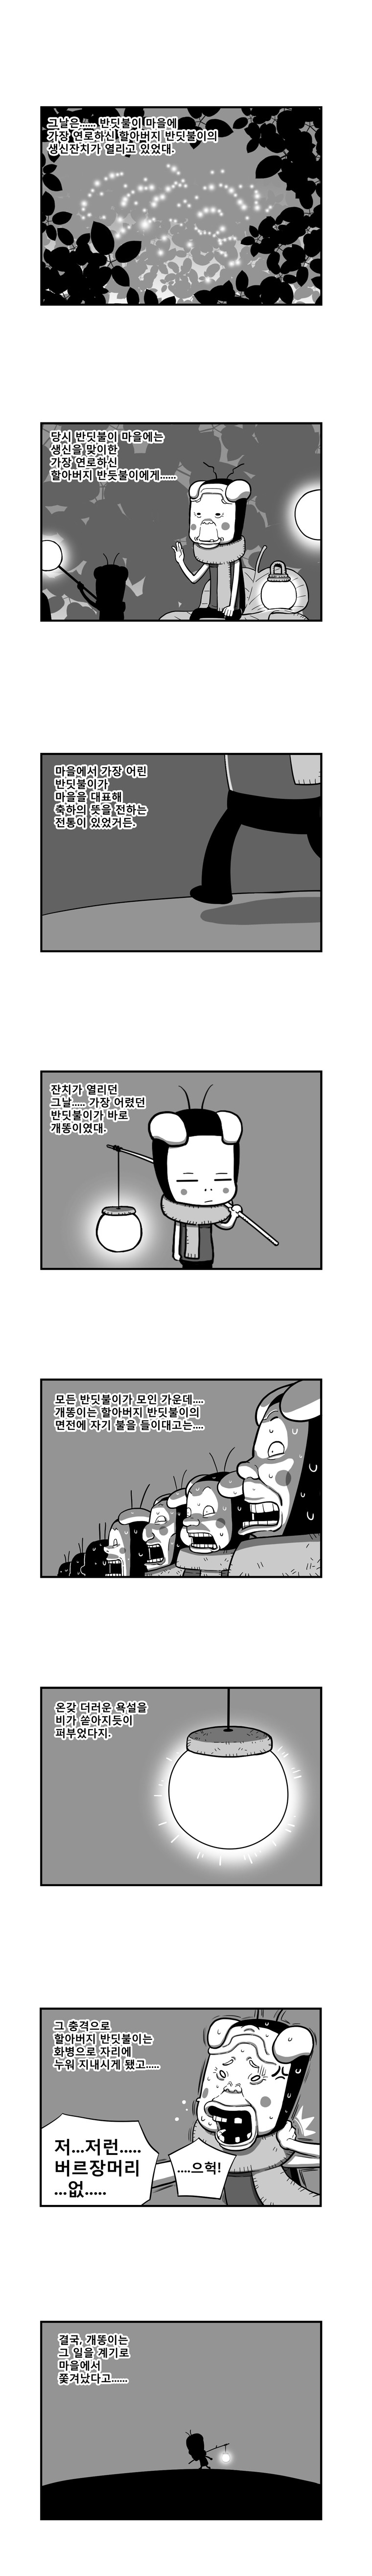 그날은...... 반딧불이 마을에
가장 연로하신 할아버지 반딧불이의
생신잔치가 열리고 있었대.
당시 반딧불이 마을에는
생신을 맞이한
가장 연로하신
할아버지 반딧불이에게......
마을에서 가장 어린
반딧불이가
마을을 대표해
축하의 뜻을 전하는
전통이 있었거든.
잔치가 열리던
그날..... 가장 어렸던
반딧불이가 바로
개똥이였대.
모든 반딧불이가 모인 가운데....
개똥이는 할아버지 반딧불이의
면전에 자기 불을 들이대고는....
온갖 더러운 욕설을
비가 쏟아지듯이
퍼부었다지.
그 충격으로
할아버지 반딧불이는
화병으로 자리에
누워 지내시게 됐고.....
저...저런.....
버르장머리
...없.....
....으헉!
결국, 개똥이는
그 일을 계기로
마을에서
쫓겨났다고......